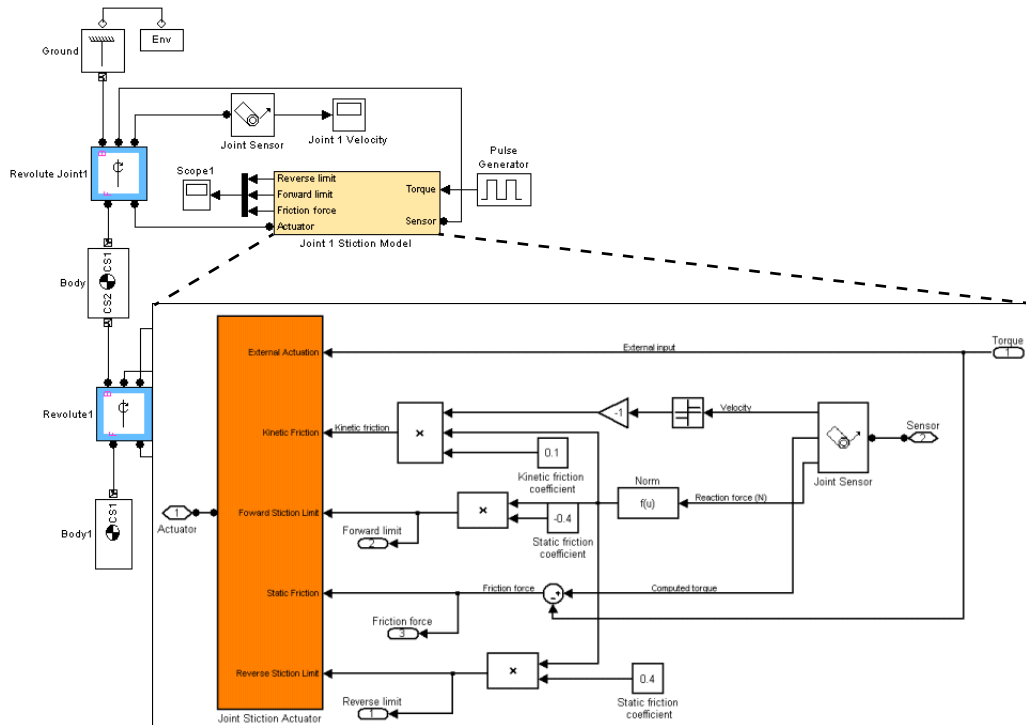 Env
Ground
B
Revolute Joint1
F
Joint Sensor
Joint 1 Velocity
Pulse
Generator
Scope1
Reverse limit
Forward limit
Friction force
Actuator
Torque
Sensor
Joint 1 Stiction Model
Body
CS1
CS2
B
Revolute1
F
CS1
Body1
External Actuation
External input
Torque
1
Kinetic Friction
Kinetic friction
×
-1
Velocity
Sensor
2
0.1
Kinetic friction
coefficient
Joint Sensor
Norm
f(u)
Reaction force (N)
Actuator
1
Foward Stiction Limit
×
-0.4
Static friction
coefficient
Forward limit
2
Static Friction
Friction force
-+
Computed torque
Friction force
3
Reverse Stiction Limit
×
0.4
Static friction
coefficient
Reverse limit
1
Joint Stiction Actuator